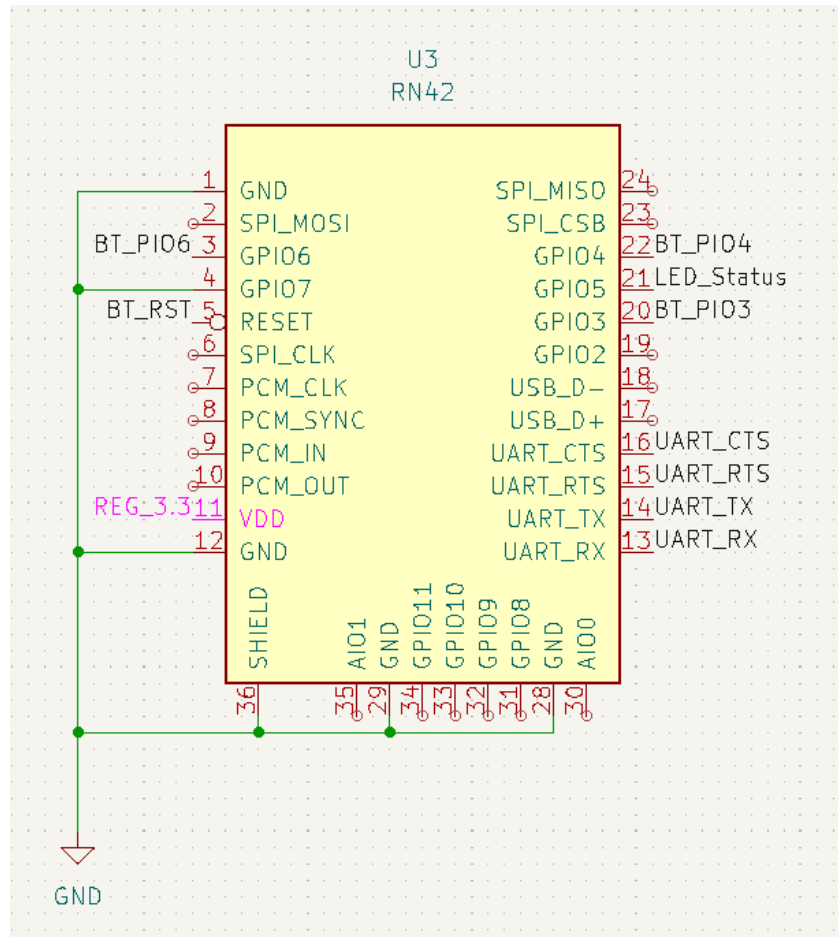 U3
RN42
1 GND SPI_MISO 24
2 SPI_MOSI SPI_CSB 23
BT_PIO6 3 GPIO6 GPIO4 22 BT_PIO4
4 GPIO7 GPIO5 21 LED_Status
BT_RST 5 RESET GPIO3 20 BT_PIO3
6 SPI_CLK GPIO2 19
7 PCM_CLK USB_D- 18
8 PCM_SYNC USB_D+ 17
9 PCM_IN UART_CTS 16 UART_CTS
10 PCM_OUT UART_RTS 15 UART_RTS
REG_3.3 11 VDD UART_TX 14 UART_TX
12 GND UART_RX 13 UART_RX
SHIELD AIO1 GND GPIO11 GPIO10 GPIO9 GPIO8 GND AIO0
36 35 29 34 33 32 31 28 30
GND